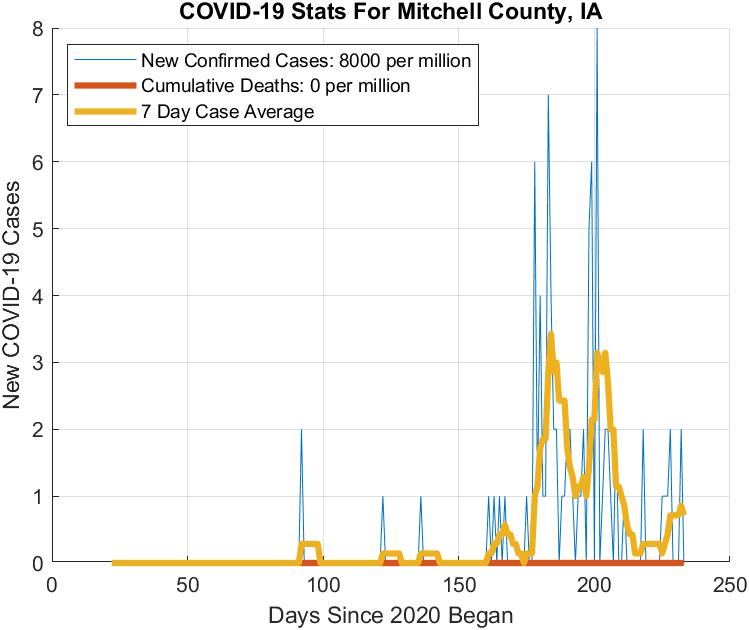 COVID-19 Stats For Mitchell County, IA
New Confirmed Cases: 8000 per million
Cumulative Deaths: 0 per million
7 Day Case Average
New COVID-19 Cases
8
7
6
5
4
3
2
1
0
0 50 100 150 200 250
Days Since 2020 Began